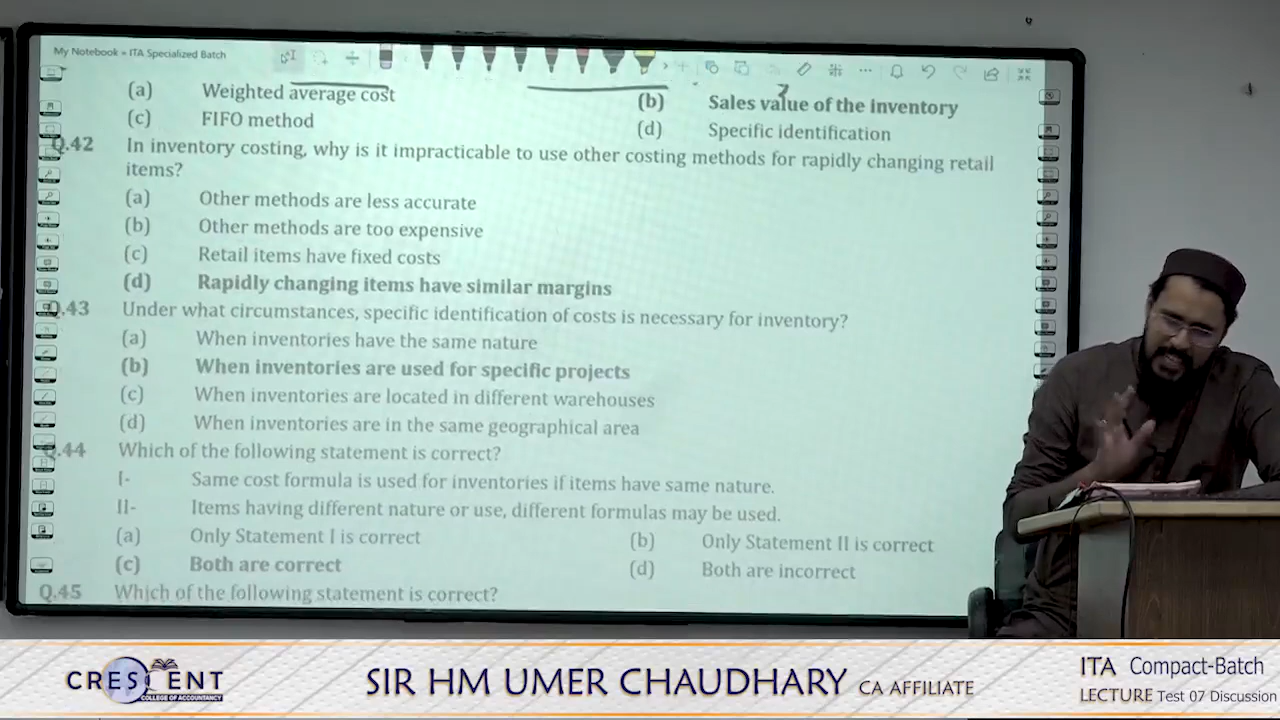 My Notebook - ITA Specialized Batch
(a) Weighted average cost (b) Sales value of the inventory
(c) FIFO method (d) Specific identification
Q.42 In inventory costing, why is it impracticable to use other costing methods for rapidly changing retail
items?
(a) Other methods are less accurate
(b) Other methods are too expensive
(c) Retail items have fixed costs
(d) Rapidly changing items have similar margins
Q.43 Under what circumstances, specific identification of costs is necessary for inventory?
(a) When inventories have the same nature
(b) When inventories are used for specific projects
(c) When inventories are located in different warehouses
(d) When inventories are in the same geographical area
Q.44 Which of the following statement is correct?
I- Same cost formula is used for inventories if items have same nature.
II- Items having different nature or use, different formulas may be used.
(a) Only Statement I is correct (b) Only Statement II is correct
(c) Both are correct (d) Both are incorrect
Q.45 Which of the following statement is correct?
CRESCENT
COLLEGE OF ACCOUNTANCY
SIR HM UMER CHAUDHARY CA AFFILIATE
ITA Compact-Batch
LECTURE Test 07 Discussion